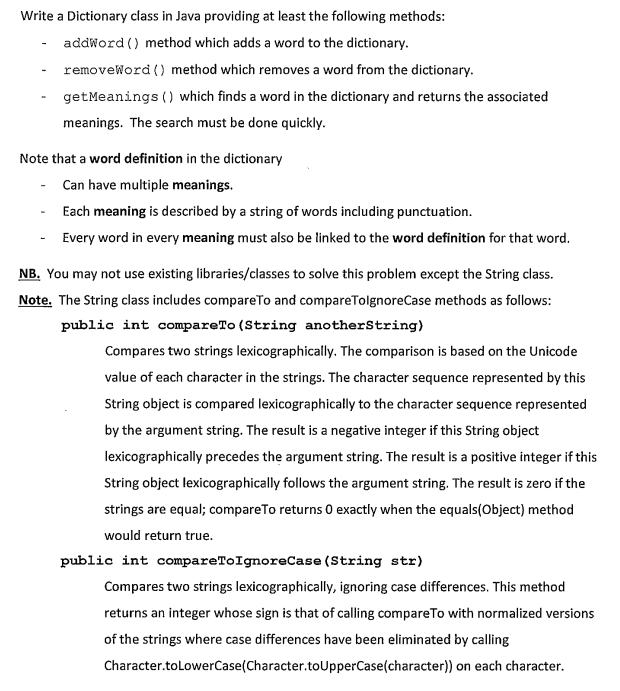 Write a Dictionary class in Java providing at least the following methods:
- addWord() method which adds a word to the dictionary.
- removeWord() method which removes a word from the dictionary.
- getMeanings() which finds a word in the dictionary and returns the associated
meanings. The search must be done quickly.
Note that a word definition in the dictionary
- Can have multiple meanings.
- Each meaning is described by a string of words including punctuation.
- Every word in every meaning must also be linked to the word definition for that word.
NB. You may not use existing libraries/classes to solve this problem except the String class.
Note. The String class includes compareTo and compareToIgnoreCase methods as follows:
public int compareTo(String anotherString)
Compares two strings lexicographically. The comparison is based on the Unicode
value of each character in the strings. The character sequence represented by this
String object is compared lexicographically to the character sequence represented
by the argument string. The result is a negative integer if this String object
lexicographically precedes the argument string. The result is a positive integer if this
String object lexicographically follows the argument string. The result is zero if the
strings are equal; compareTo returns 0 exactly when the equals(Object) method
would return true.
public int compareToIgnoreCase(String str)
Compares two strings lexicographically, ignoring case differences. This method
returns an integer whose sign is that of calling compareTo with normalized versions
of the strings where case differences have been eliminated by calling
Character.toLowerCase(Character.toUpperCase(character)) on each character.